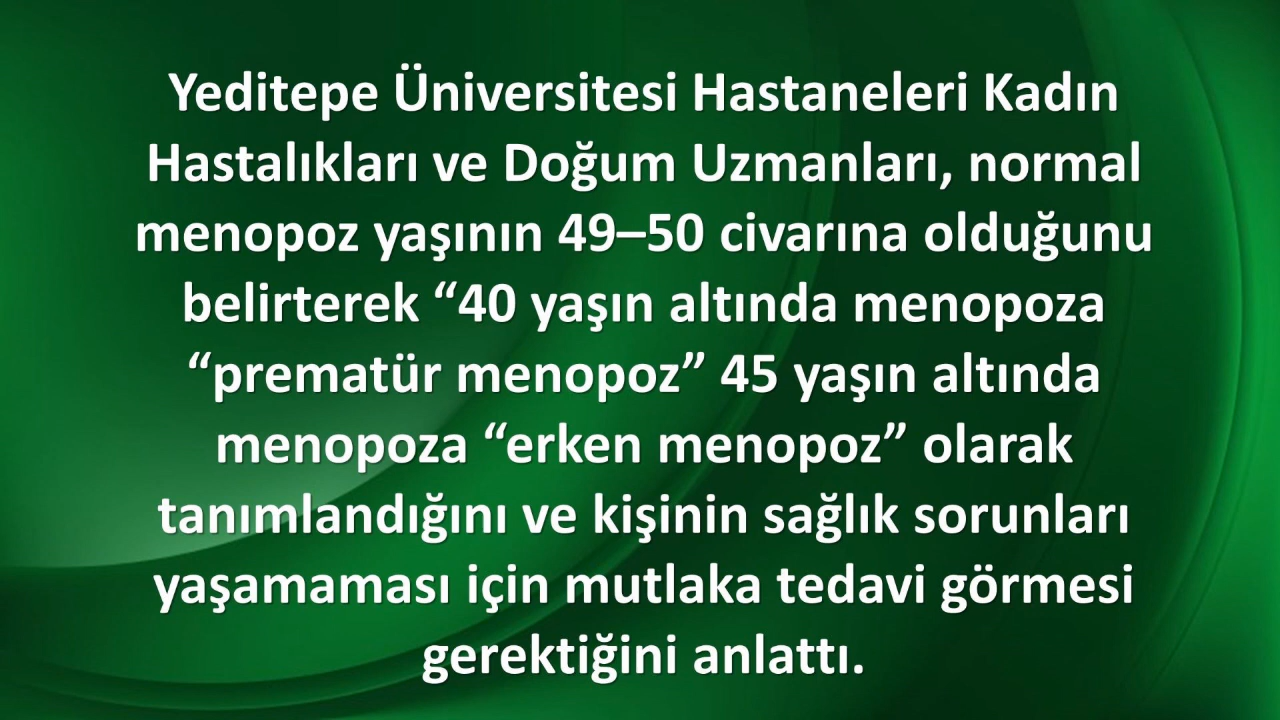 Yeditepe Üniversitesi Hastaneleri Kadın
Hastalıkları ve Doğum Uzmanları, normal
menopoz yaşının 49–50 civarına olduğunu
belirterek “40 yaşın altında menopoza
“prematür menopoz” 45 yaşın altında
menopoza “erken menopoz” olarak
tanımlandığını ve kişinin sağlık sorunları
yaşamaması için mutlaka tedavi görmesi
gerektiğini anlattı.